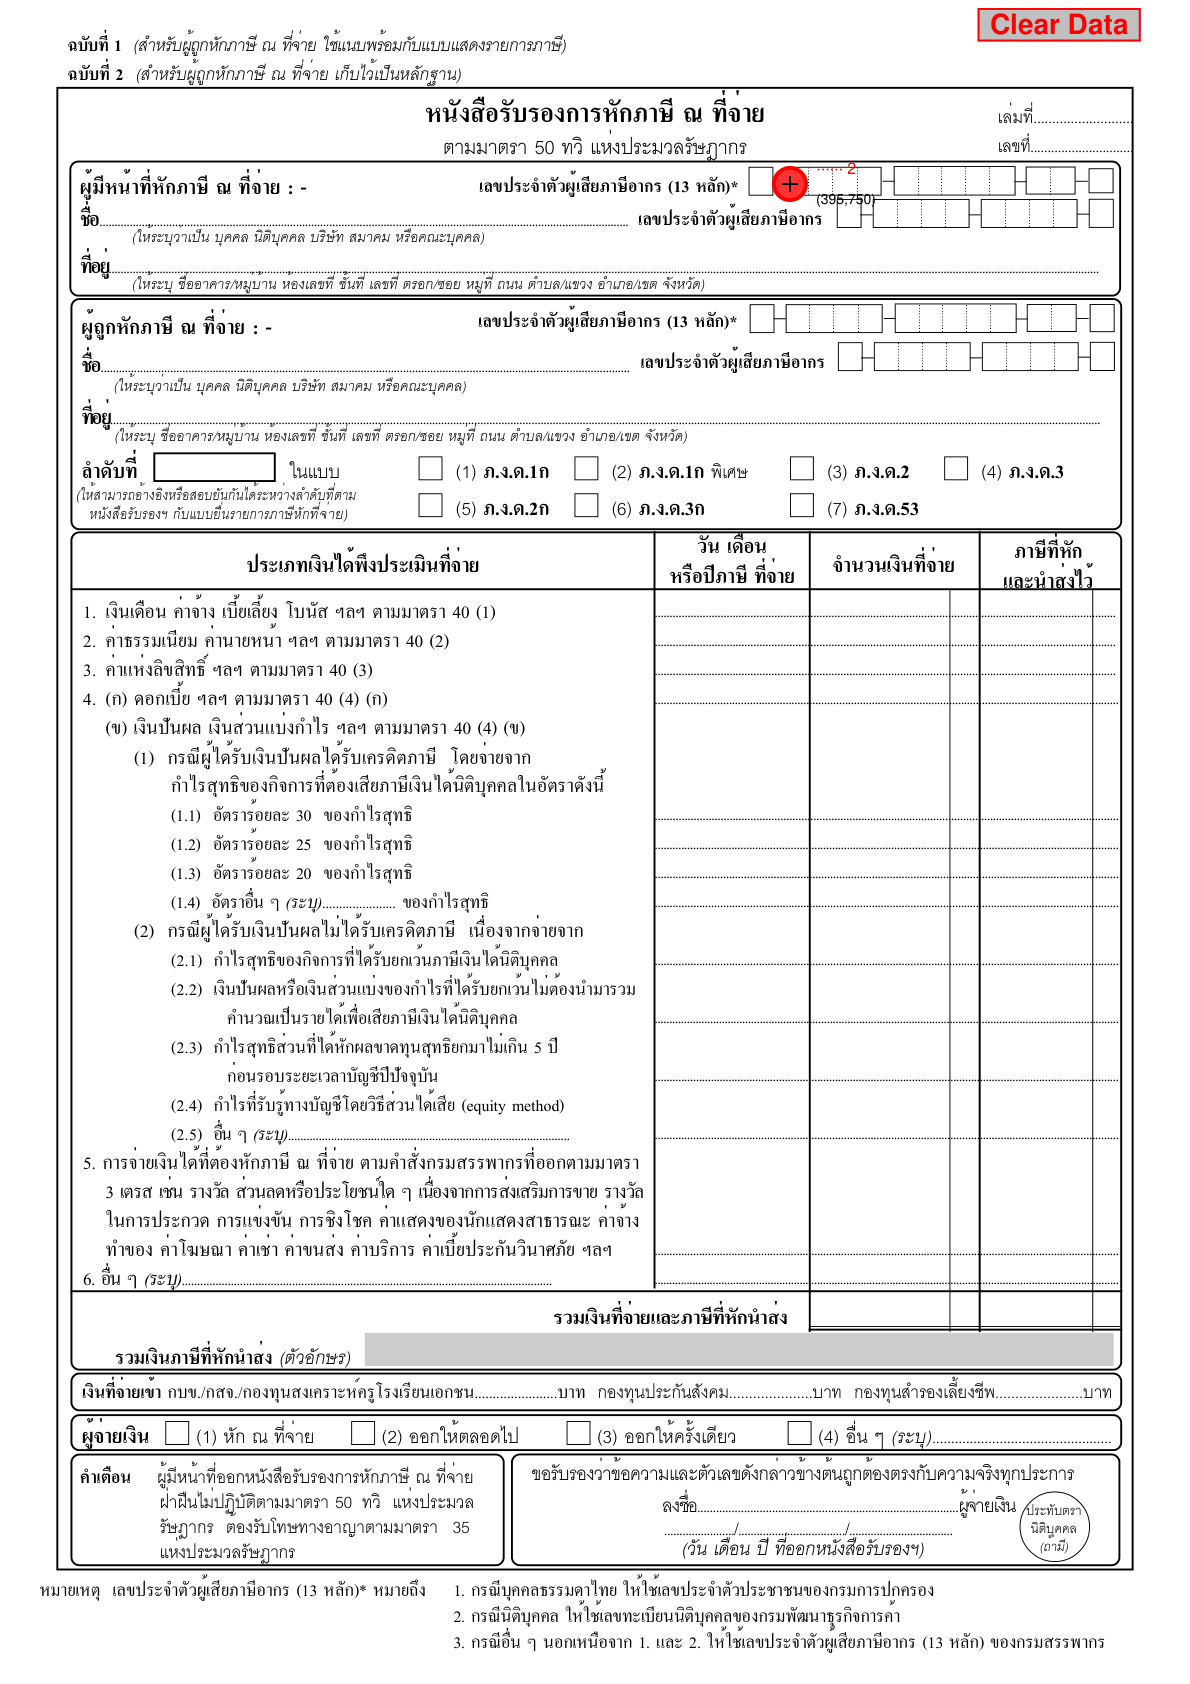 Clear Data
ฉบับที่ 1 (สำหรับผู้ถูกหักภาษี ณ ที่จ่าย ใช้แนบพร้อมกับแบบแสดงรายการภาษี)
ฉบับที่ 2 (สำหรับผู้ถูกหักภาษี ณ ที่จ่าย เก็บไว้เป็นหลักฐาน)
หนังสือรับรองการหักภาษี ณ ที่จ่าย
เล่มที่
ตามมาตรา 50 ทวิ แห่งประมวลรัษฎากร
เลขที่
ผู้มีหน้าที่หักภาษี ณ ที่จ่าย : - เลขประจำตัวผู้เสียภาษีอากร (13 หลัก)*
2
(395,750)
ชื่อ เลขประจำตัวผู้เสียภาษีอากร
(ให้ระบุว่าเป็น บุคคล นิติบุคคล บริษัท สมาคม หรือคณะบุคคล)
ที่อยู่
(ให้ระบุ ชื่ออาคาร/หมู่บ้าน ห้องเลขที่ ชั้นที่ เลขที่ ตรอก/ซอย หมู่ที่ ถนน ตำบล/แขวง อำเภอ/เขต จังหวัด)
ผู้ถูกหักภาษี ณ ที่จ่าย : - เลขประจำตัวผู้เสียภาษีอากร (13 หลัก)*
ชื่อ เลขประจำตัวผู้เสียภาษีอากร
(ให้ระบุว่าเป็น บุคคล นิติบุคคล บริษัท สมาคม หรือคณะบุคคล)
ที่อยู่
(ให้ระบุ ชื่ออาคาร/หมู่บ้าน ห้องเลขที่ ชั้นที่ เลขที่ ตรอก/ซอย หมู่ที่ ถนน ตำบล/แขวง อำเภอ/เขต จังหวัด)
ลำดับที่ ในแบบ (1) ภ.ง.ด.1ก (2) ภ.ง.ด.1ก พิเศษ (3) ภ.ง.ด.2 (4) ภ.ง.ด.3
(ให้สามารถอ้างอิงหรือสอบยันกันได้ระหว่างลำดับที่ตาม
หนังสือรับรองฯ กับแบบยื่นรายการภาษีหักที่จ่าย)
(5) ภ.ง.ด.2ก (6) ภ.ง.ด.3ก (7) ภ.ง.ด.53
ประเภทเงินได้พึงประเมินที่จ่าย
วัน เดือน
หรือปีภาษี ที่จ่าย
จำนวนเงินที่จ่าย
ภาษีที่หัก
และนำส่งไว้
1. เงินเดือน ค่าจ้าง เบี้ยเลี้ยง โบนัส ฯลฯ ตามมาตรา 40 (1)
2. ค่าธรรมเนียม ค่านายหน้า ฯลฯ ตามมาตรา 40 (2)
3. ค่าแห่งลิขสิทธิ์ ฯลฯ ตามมาตรา 40 (3)
4. (ก) ดอกเบี้ย ฯลฯ ตามมาตรา 40 (4) (ก)
(ข) เงินปันผล เงินส่วนแบ่งกำไร ฯลฯ ตามมาตรา 40 (4) (ข)
(1) กรณีผู้ได้รับเงินปันผลได้รับเครดิตภาษี โดยจ่ายจาก
กำไรสุทธิของกิจการที่ต้องเสียภาษีเงินได้นิติบุคคลในอัตราดังนี้
(1.1) อัตราร้อยละ 30 ของกำไรสุทธิ
(1.2) อัตราร้อยละ 25 ของกำไรสุทธิ
(1.3) อัตราร้อยละ 20 ของกำไรสุทธิ
(1.4) อัตราอื่น ๆ (ระบุ)...................... ของกำไรสุทธิ
(2) กรณีผู้ได้รับเงินปันผลไม่ได้รับเครดิตภาษี เนื่องจากจ่ายจาก
(2.1) กำไรสุทธิของกิจการที่ได้รับยกเว้นภาษีเงินได้นิติบุคคล
(2.2) เงินปันผลหรือเงินส่วนแบ่งของกำไรที่ได้รับยกเว้นไม่ต้องนำมารวม
คำนวณเป็นรายได้เพื่อเสียภาษีเงินได้นิติบุคคล
(2.3) กำไรสุทธิส่วนที่ได้หักผลขาดทุนสุทธิยกมาไม่เกิน 5 ปี
ก่อนรอบระยะเวลาบัญชีปีปัจจุบัน
(2.4) กำไรที่รับรู้ทางบัญชีโดยวิธีส่วนได้เสีย (equity method)
(2.5) อื่น ๆ (ระบุ)
5. การจ่ายเงินได้ที่ต้องหักภาษี ณ ที่จ่าย ตามคำสั่งกรมสรรพากรที่ออกตามมาตรา
3 เตรส เช่น รางวัล ส่วนลดหรือประโยชน์ใด ๆ เนื่องจากการส่งเสริมการขาย รางวัล
ในการประกวด การแข่งขัน การชิงโชค ค่าแสดงของนักแสดงสาธารณะ ค่าจ้าง
ทำของ ค่าโฆษณา ค่าเช่า ค่าขนส่ง ค่าบริการ ค่าเบี้ยประกันวินาศภัย ฯลฯ
6. อื่น ๆ (ระบุ)
รวมเงินที่จ่ายและภาษีที่หักนำส่ง
รวมเงินภาษีที่หักนำส่ง (ตัวอักษร)
เงินที่จ่ายเข้า กบข./กสจ./กองทุนสงเคราะห์ครูโรงเรียนเอกชน.....................บาท กองทุนประกันสังคม.....................บาท กองทุนสำรองเลี้ยงชีพ.....................บาท
ผู้จ่ายเงิน (1) หัก ณ ที่จ่าย (2) ออกให้ตลอดไป (3) ออกให้ครั้งเดียว (4) อื่น ๆ (ระบุ)
คำเตือน ผู้มีหน้าที่ออกหนังสือรับรองการหักภาษี ณ ที่จ่าย
ฝ่าฝืนไม่ปฏิบัติตามมาตรา 50 ทวิ แห่งประมวล
รัษฎากร ต้องรับโทษทางอาญาตามมาตรา 35
แห่งประมวลรัษฎากร
ขอรับรองว่าข้อความและตัวเลขดังกล่าวข้างต้นถูกต้องตรงกับความจริงทุกประการ
ลงชื่อ..............................ผู้จ่ายเงิน
................/........................./........................
(วัน เดือน ปี ที่ออกหนังสือรับรองฯ)
ประทับตรา
นิติบุคคล
(ถ้ามี)
หมายเหตุ เลขประจำตัวผู้เสียภาษีอากร (13 หลัก)* หมายถึง 1. กรณีบุคคลธรรมดาไทย ให้ใช้เลขประจำตัวประชาชนของกรมการปกครอง
2. กรณีนิติบุคคล ให้ใช้เลขทะเบียนนิติบุคคลของกรมพัฒนาธุรกิจการค้า
3. กรณีอื่น ๆ นอกเหนือจาก 1. และ 2. ให้ใช้เลขประจำตัวผู้เสียภาษีอากร (13 หลัก) ของกรมสรรพากร